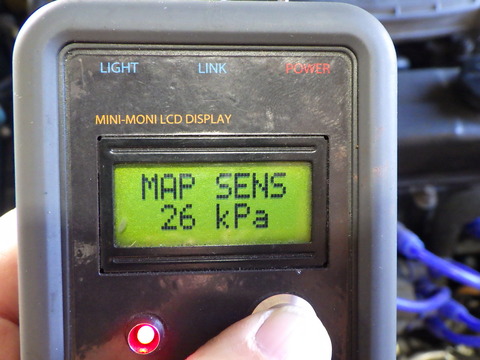 LIGHT LINK POWER
MINI-MONI LCD DISPLAY
MAP SENS
26 kPa